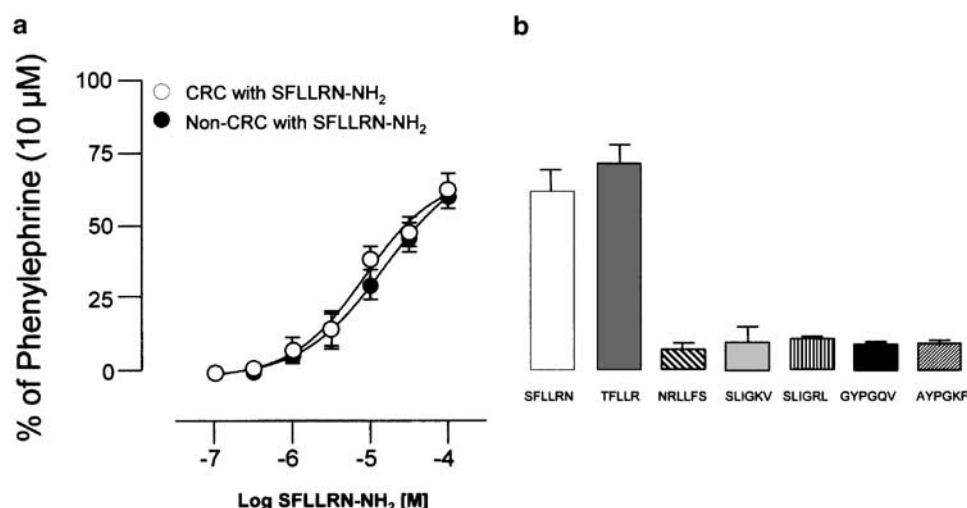 a
b
% of Phenylephrine (10 µM)
100
75
50
25
0
CRC with SFLLRN-NH₂
Non-CRC with SFLLRN-NH₂
-7 -6 -5 -4
Log SFLLRN-NH₂ [M]
SFLLRN TFLLR NRLLFS SLIGKV SLIGRL GYPGQV AYPGKF